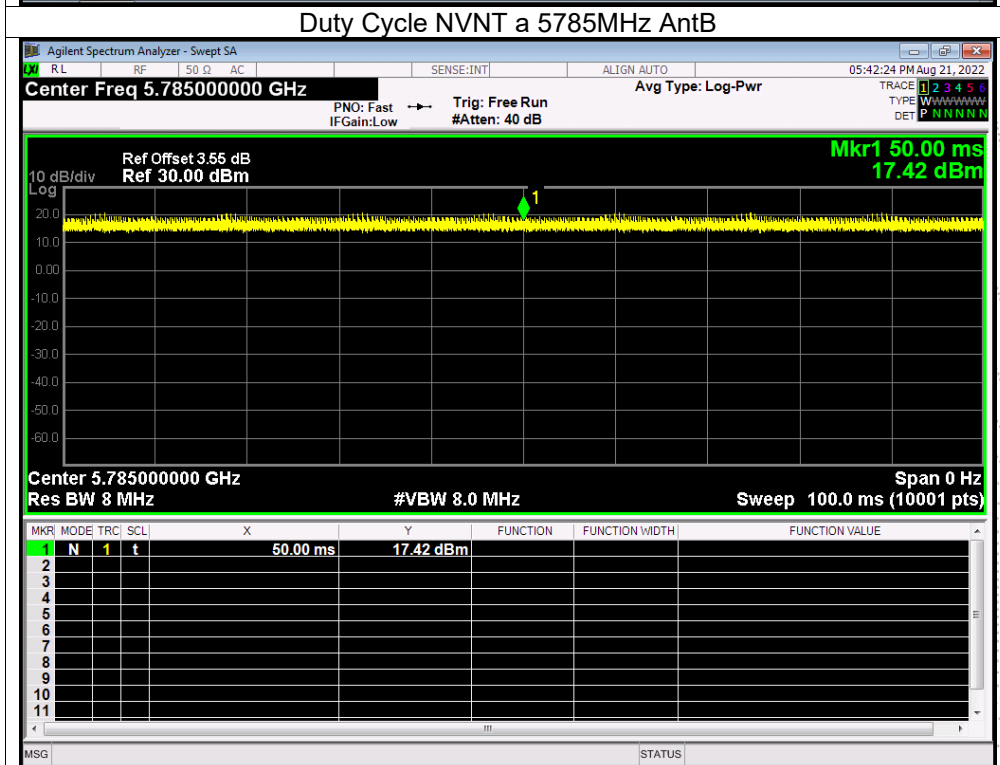 Duty Cycle NVNT a 5785MHz AntB
Agilent Spectrum Analyzer - Swept SA
LXI RL RF 50 Ω AC SENSE:INT ALIGN AUTO 05:42:24 PM Aug 21, 2022
Center Freq 5.785000000 GHz Avg Type: Log-Pwr TRACE 1 2 3 4 5 6
PNO: Fast Trig: Free Run TYPE WWWWWWW
IFGain:Low #Atten: 40 dB DET P N N N N N
Mkr1 50.00 ms
Ref Offset 3.55 dB
10 dB/div Ref 30.00 dBm 17.42 dBm
Log
1
20.0
10.0
0.00
-10.0
-20.0
-30.0
-40.0
-50.0
-60.0
Center 5.785000000 GHz Span 0 Hz
Res BW 8 MHz #VBW 8.0 MHz Sweep 100.0 ms (10001 pts)
MKR MODE TRC SCL X Y FUNCTION FUNCTION WIDTH FUNCTION VALUE
1 N 1 t 50.00 ms 17.42 dBm
2
3
4
5
6
7
8
9
10
11
MSG STATUS